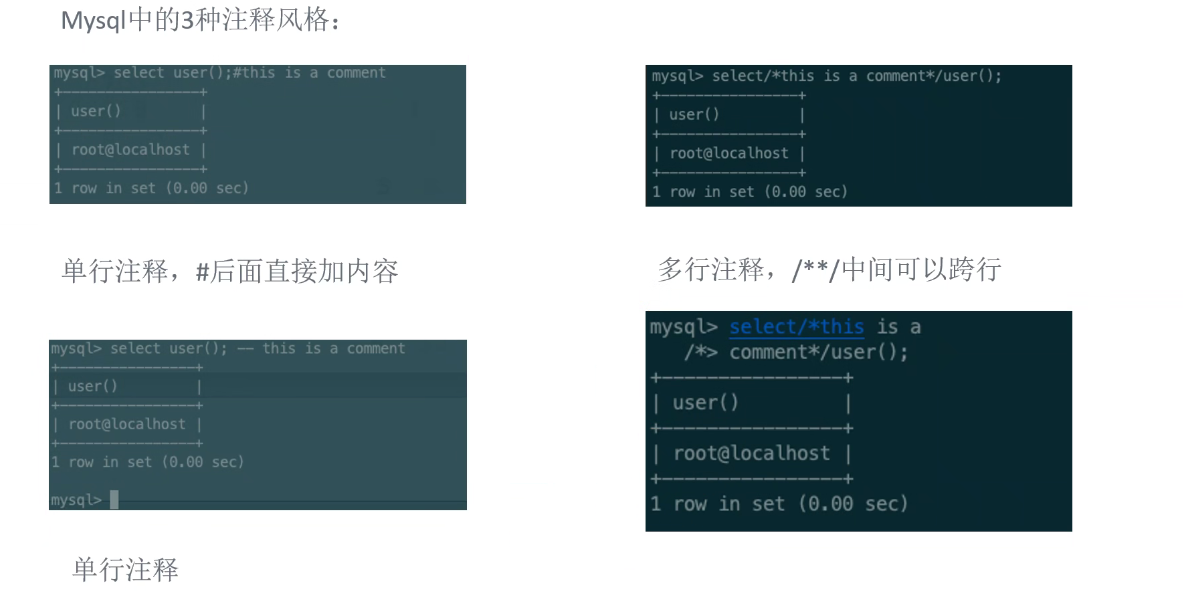 Mysql中的3种注释风格：
mysql> select user();#this is a comment
+----------------+
| user()         |
+----------------+
| root@localhost |
+----------------+
1 row in set (0.00 sec)
单行注释，#后面直接加内容
mysql> select user(); -- this is a comment
+----------------+
| user()         |
+----------------+
| root@localhost |
+----------------+
1 row in set (0.00 sec)
mysql>
单行注释
mysql> select/*this is a comment*/user();
+----------------+
| user()         |
+----------------+
| root@localhost |
+----------------+
1 row in set (0.00 sec)
多行注释，/**/中间可以跨行
mysql> select/*this is a
   /*> comment*/user();
+----------------+
| user()         |
+----------------+
| root@localhost |
+----------------+
1 row in set (0.00 sec)